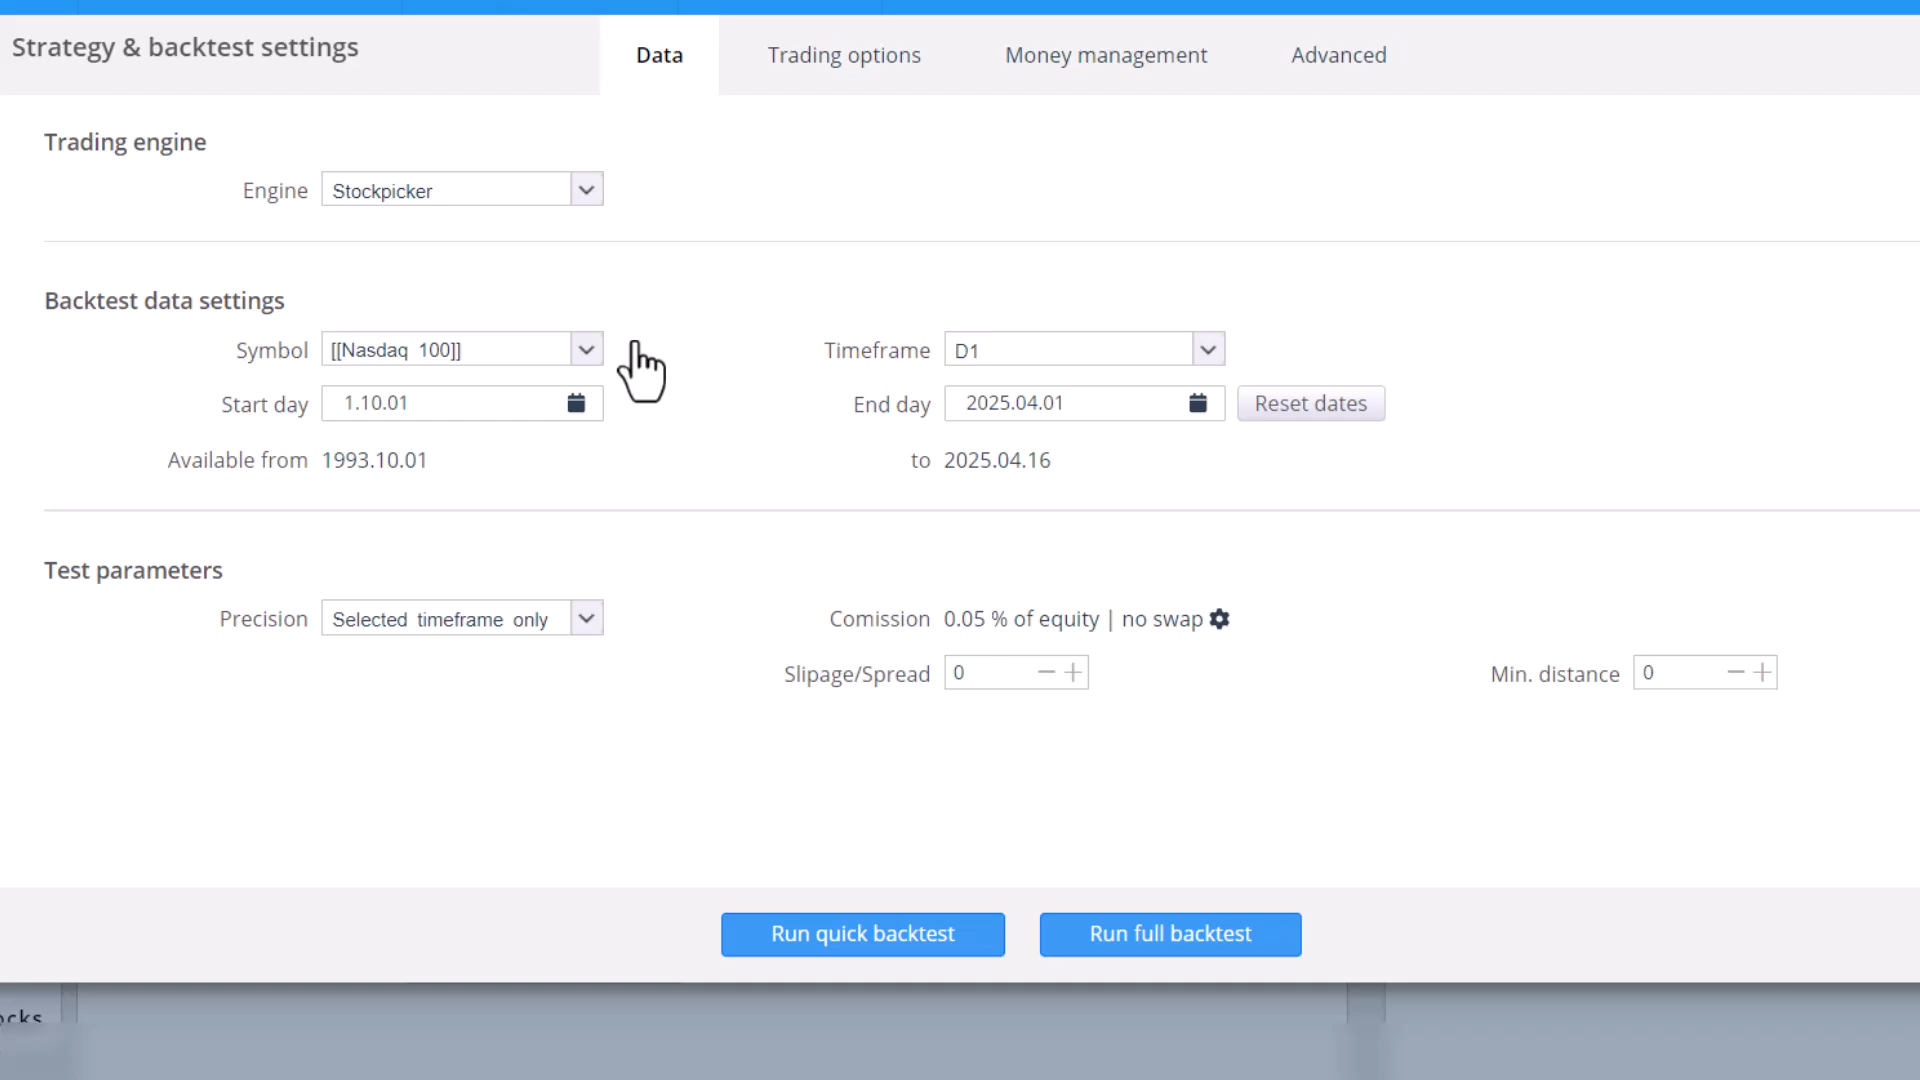 Strategy & backtest settings
Data
Trading options
Money management
Advanced
Trading engine
Engine
Stockpicker
Backtest data settings
Symbol
[[Nasdaq 100]]
Timeframe
D1
Start day
1.10.01
End day
2025.04.01
Reset dates
Available from 1993.10.01
to 2025.04.16
Test parameters
Precision
Selected timeframe only
Comission 0.05 % of equity | no swap
Slipage/Spread
0
Min. distance
0
Run quick backtest
Run full backtest